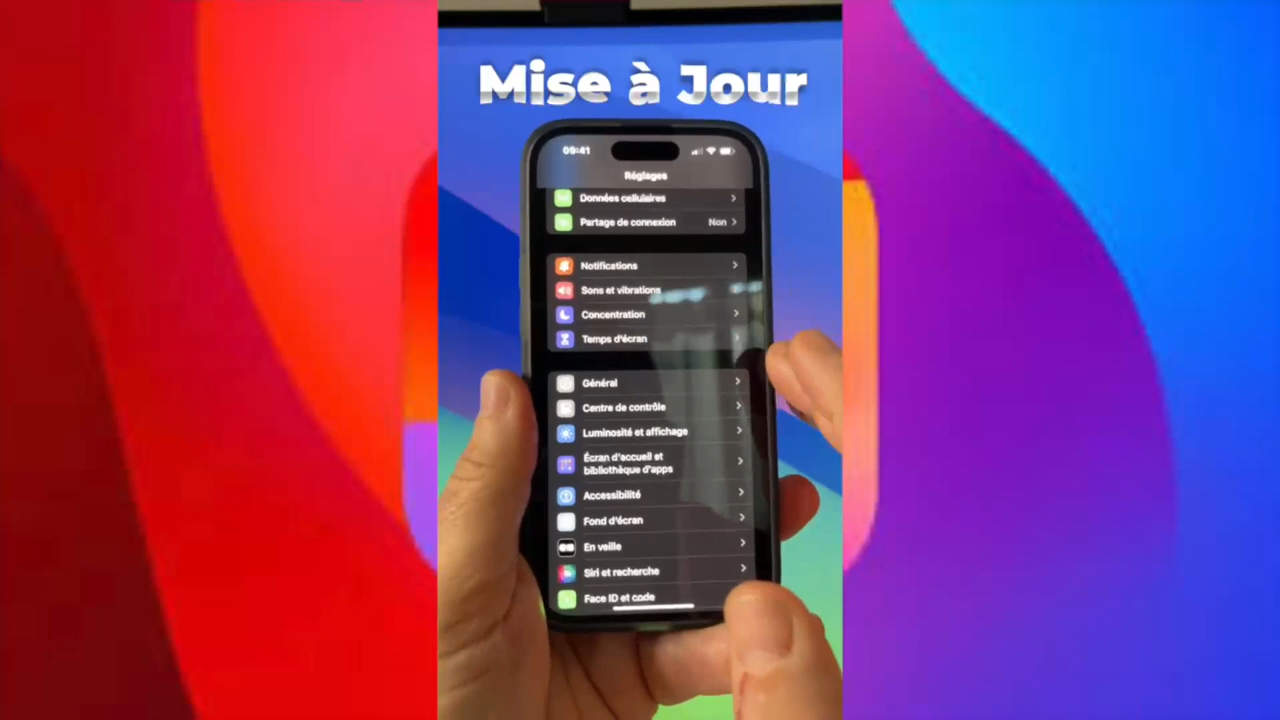 Mise à Jour
09:41
Réglages
Données cellulaires
Partage de connexion Non
Notifications
Sons et vibrations
Concentration
Temps d'écran
Général
Centre de contrôle
Luminosité et affichage
Écran d'accueil et
bibliothèque d'apps
Accessibilité
Fond d'écran
En veille
Siri et recherche
Face ID et code